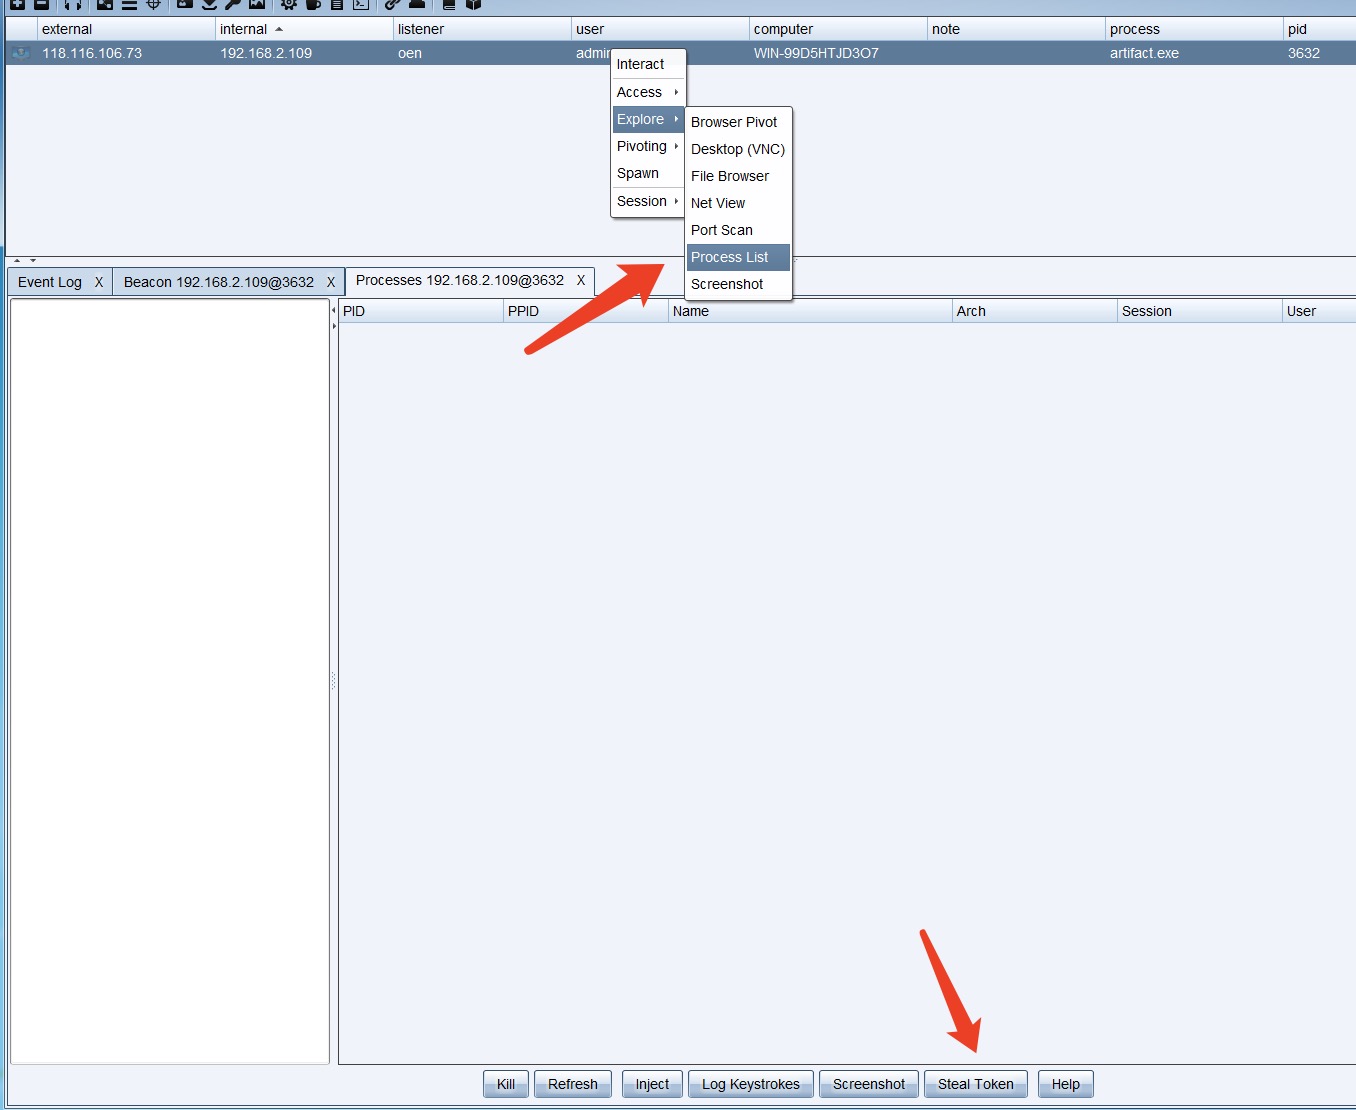 external internal listener user computer note process pid
118.116.106.73 192.168.2.109 oen admin WIN-99D5HTJD3O7 artifact.exe 3632
Interact
Access
Explore
Pivoting
Spawn
Session
Browser Pivot
Desktop (VNC)
File Browser
Net View
Port Scan
Process List
Screenshot
Event Log X Beacon 192.168.2.109@3632 X Processes 192.168.2.109@3632 X
PID PPID Name Arch Session User
Kill Refresh Inject Log Keystrokes Screenshot Steal Token Help